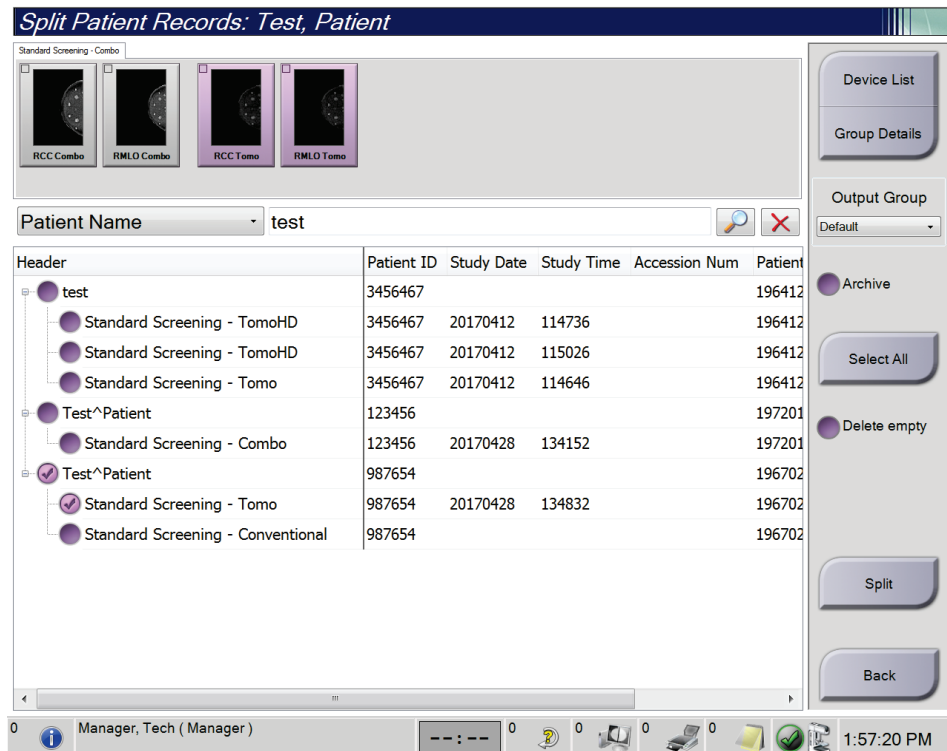 Split Patient Records: Test, Patient
Standard Screening - Combo
RCC Combo RMLO Combo RCC Tomo RMLO Tomo
Device List
Group Details
Output Group
Default
Patient Name test
Header Patient ID Study Date Study Time Accession Num Patient
test 3456467 196412
Standard Screening - TomoHD 3456467 20170412 114736 196412
Standard Screening - TomoHD 3456467 20170412 115026 196412
Standard Screening - Tomo 3456467 20170412 114646 196412
Test^Patient 123456 197201
Standard Screening - Combo 123456 20170428 134152 197201
Test^Patient 987654 196702
Standard Screening - Tomo 987654 20170428 134832 196702
Standard Screening - Conventional 987654 196702
Archive
Select All
Delete empty
Split
Back
0 Manager, Tech ( Manager ) --:-- 0 0 0 0 1:57:20 PM